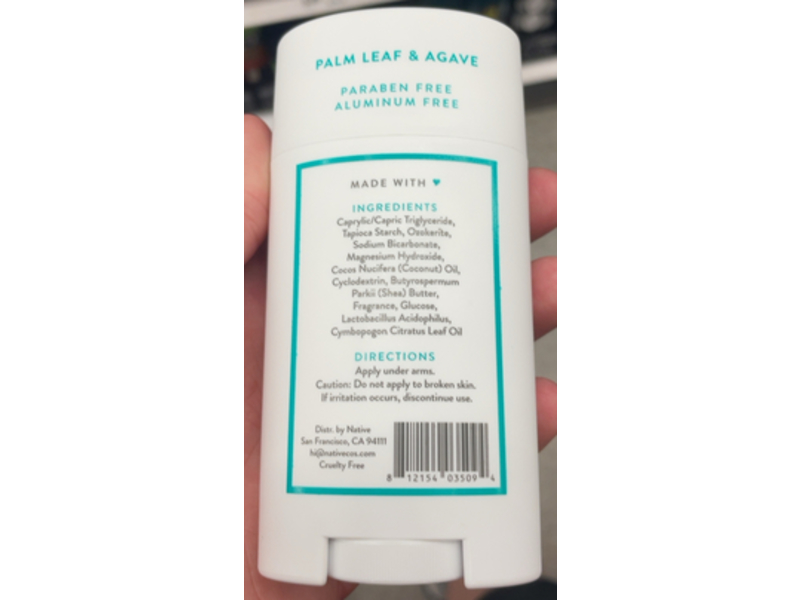 PALM LEAF & AGAVE
PARABEN FREE
ALUMINUM FREE
MADE WITH ♥
INGREDIENTS
Caprylic/Capric Triglyceride,
Tapioca Starch, Ozokerite,
Sodium Bicarbonate,
Magnesium Hydroxide,
Cocos Nucifera (Coconut) Oil,
Cyclodextrin, Butyrospermum
Parkii (Shea) Butter,
Fragrance, Glucose,
Lactobacillus Acidophilus,
Cymbopogon Citratus Leaf Oil
DIRECTIONS
Apply under arms.
Caution: Do not apply to broken skin.
If irritation occurs, discontinue use.
Distr. by Native
San Francisco, CA 94111
hi@nativecos.com
Cruelty Free
8 12154 03509 4